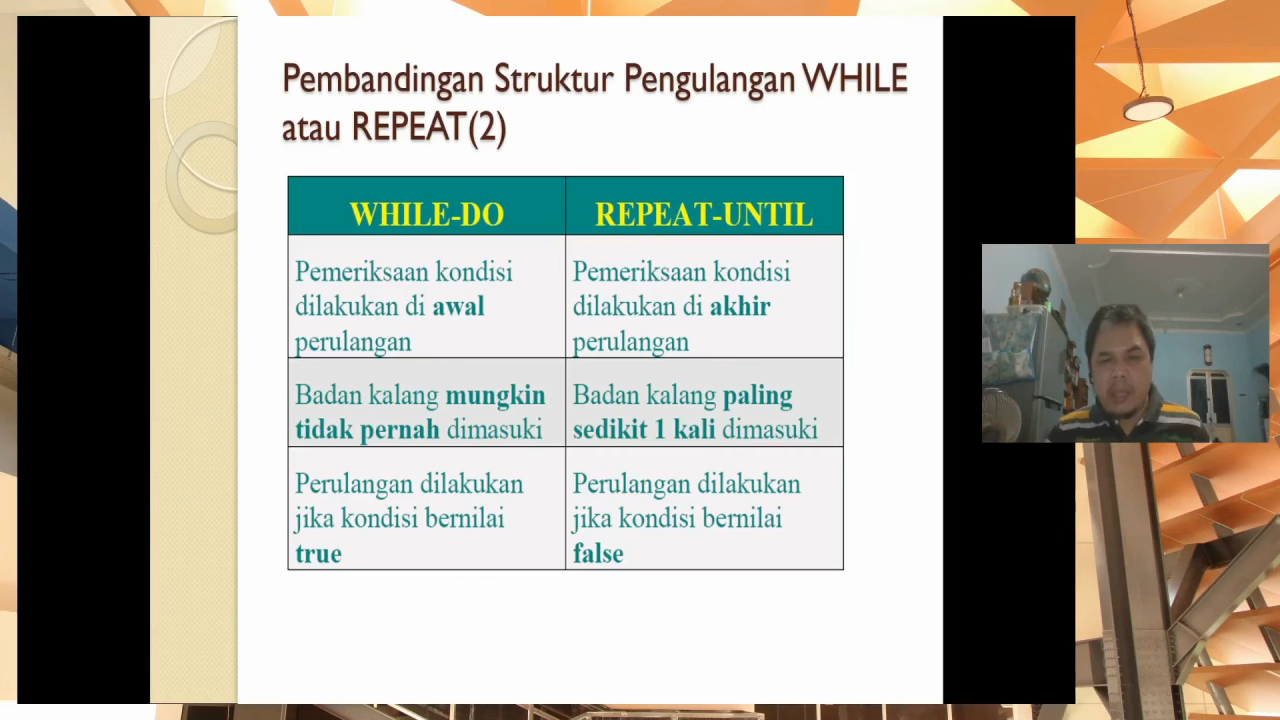 Pembandingan Struktur Pengulangan WHILE
atau REPEAT(2)
WHILE-DO
REPEAT-UNTIL
Pemeriksaan kondisi
dilakukan di awal
perulangan
Pemeriksaan kondisi
dilakukan di akhir
perulangan
Badan kalang mungkin
tidak pernah dimasuki
Badan kalang paling
sedikit 1 kali dimasuki
Perulangan dilakukan
jika kondisi bernilai
true
Perulangan dilakukan
jika kondisi bernilai
false